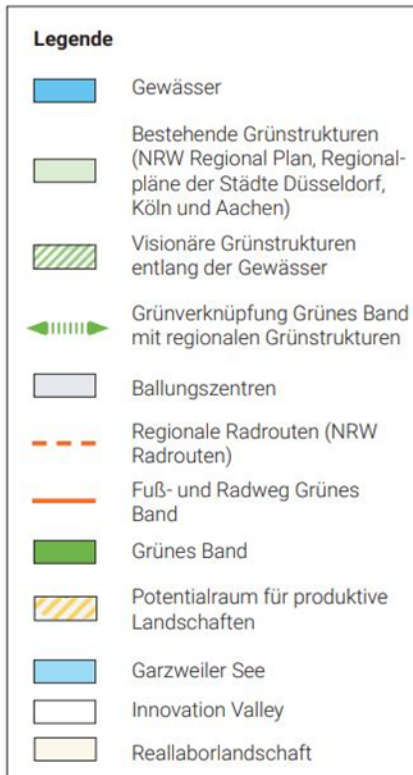 Legende
Gewässer
Bestehende Grünstrukturen
(NRW Regional Plan, Regional-
pläne der Städte Düsseldorf,
Köln und Aachen)
Visionäre Grünstrukturen
entlang der Gewässer
Grünverknüpfung Grünes Band
mit regionalen Grünstrukturen
Ballungszentren
Regionale Radrouten (NRW
Radrouten)
Fuß- und Radweg Grünes
Band
Grünes Band
Potentialraum für produktive
Landschaften
Garzweiler See
Innovation Valley
Reallaborlandschaft